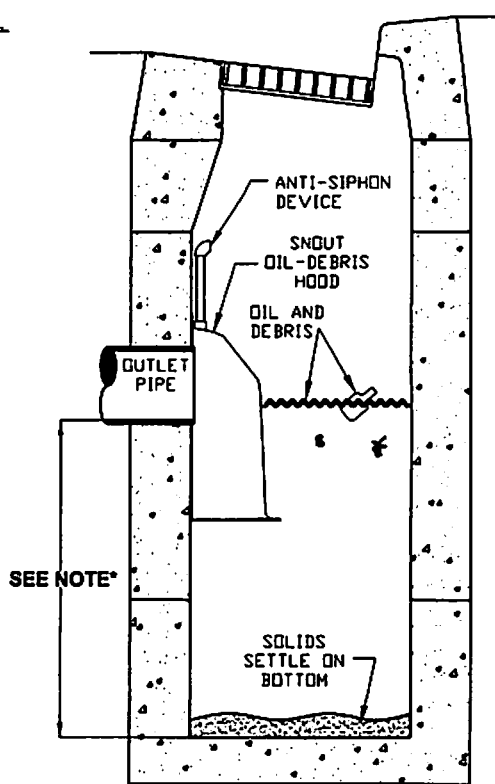 ANTI-SIPHON
DEVICE
SNOUT
OIL-DEBRIS
HOOD
OIL AND
DEBRIS
OUTLET
PIPE
SEE NOTE*
SOLIDS
SETTLE ON
BOTTOM